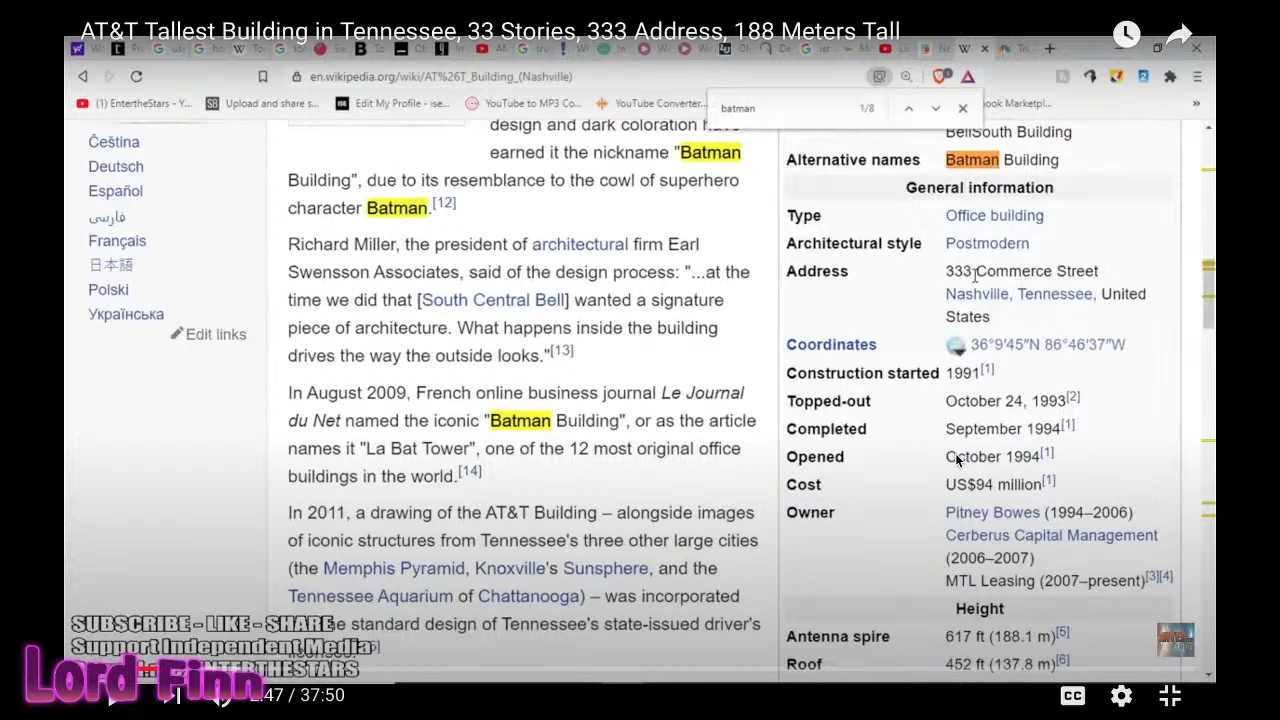 AT&T Tallest Building in Tennessee, 33 Stories, 333 Address, 188 Meters Tall
en.wikipedia.org/wiki/AT%26T_Building_(Nashville)
(1) EntertheStars - Y...
Upload and share s...
Edit My Profile - ise...
YouTube to MP3 Co...
YouTube Converter...
ook Marketpl...
batman
1/8
Čeština
Deutsch
Español
فارسی
Français
日本語
Polski
Українська
Edit links
design and dark coloration have
earned it the nickname "Batman
Building", due to its resemblance to the cowl of superhero
character Batman.[12]
Richard Miller, the president of architectural firm Earl
Swensson Associates, said of the design process: "...at the
time we did that [South Central Bell] wanted a signature
piece of architecture. What happens inside the building
drives the way the outside looks."[13]
In August 2009, French online business journal Le Journal
du Net named the iconic "Batman Building", or as the article
names it "La Bat Tower", one of the 12 most original office
buildings in the world.[14]
In 2011, a drawing of the AT&T Building – alongside images
of iconic structures from Tennessee's three other large cities
(the Memphis Pyramid, Knoxville's Sunsphere, and the
Tennessee Aquarium of Chattanooga) – was incorporated
standard design of Tennessee's state-issued driver's
BellSouth Building
Alternative names Batman Building
General information
Type Office building
Architectural style Postmodern
Address 333 Commerce Street
Nashville, Tennessee, United
States
Coordinates 36°9′45″N 86°46′37″W
Construction started 1991[1]
Topped-out October 24, 1993[2]
Completed September 1994[1]
Opened October 1994[1]
Cost US$94 million[1]
Owner Pitney Bowes (1994–2006)
Cerberus Capital Management
(2006–2007)
MTL Leasing (2007–present)[3][4]
Height
Antenna spire 617 ft (188.1 m)[5]
Roof 452 ft (137.8 m)[6]
SUBSCRIBE - LIKE - SHARE
Support Independent Media
ENTERTHESTARS
Lord Finn
:47 / 37:50
CC